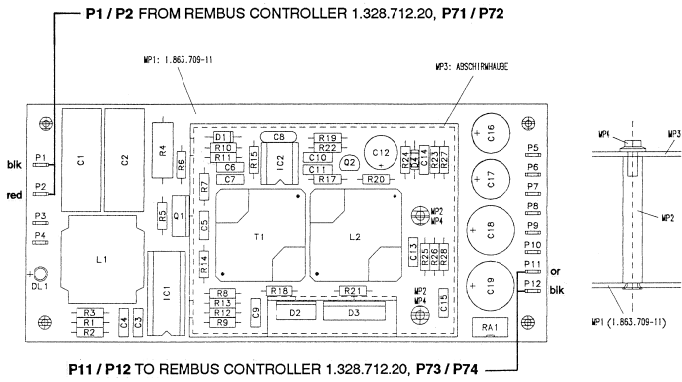 P1 / P2 FROM REMBUS CONTROLLER 1.328.712.20, P71 / P72
MP1: 1.863.709-11
MP3: ABSCHIRMHAUBE
blk
red
P1
P2
P3
P4
DL1
C1
C2
R4
R6
R5
Q1
L1
IC1
R3
R1
R2
C4
C3
D1
R10
R11
C6
C7
R7
R15
C8
IC2
R19
R22
C10
C11
R17
Q2
C12
R20
R24
D4
C14
R23
R27
C5
R14
T1
L2
MP2
MP4
C13
R25
R26
R28
R18
R21
R8
R13
R12
R9
C9
D2
D3
MP2
MP4
C15
C16
C17
C18
C19
RA1
P5
P6
P7
P8
P9
P10
P11
P12
or
blk
MP4
MP3
MP2
MP1 (1.863.709-11)
P11 / P12 TO REMBUS CONTROLLER 1.328.712.20, P73 / P74